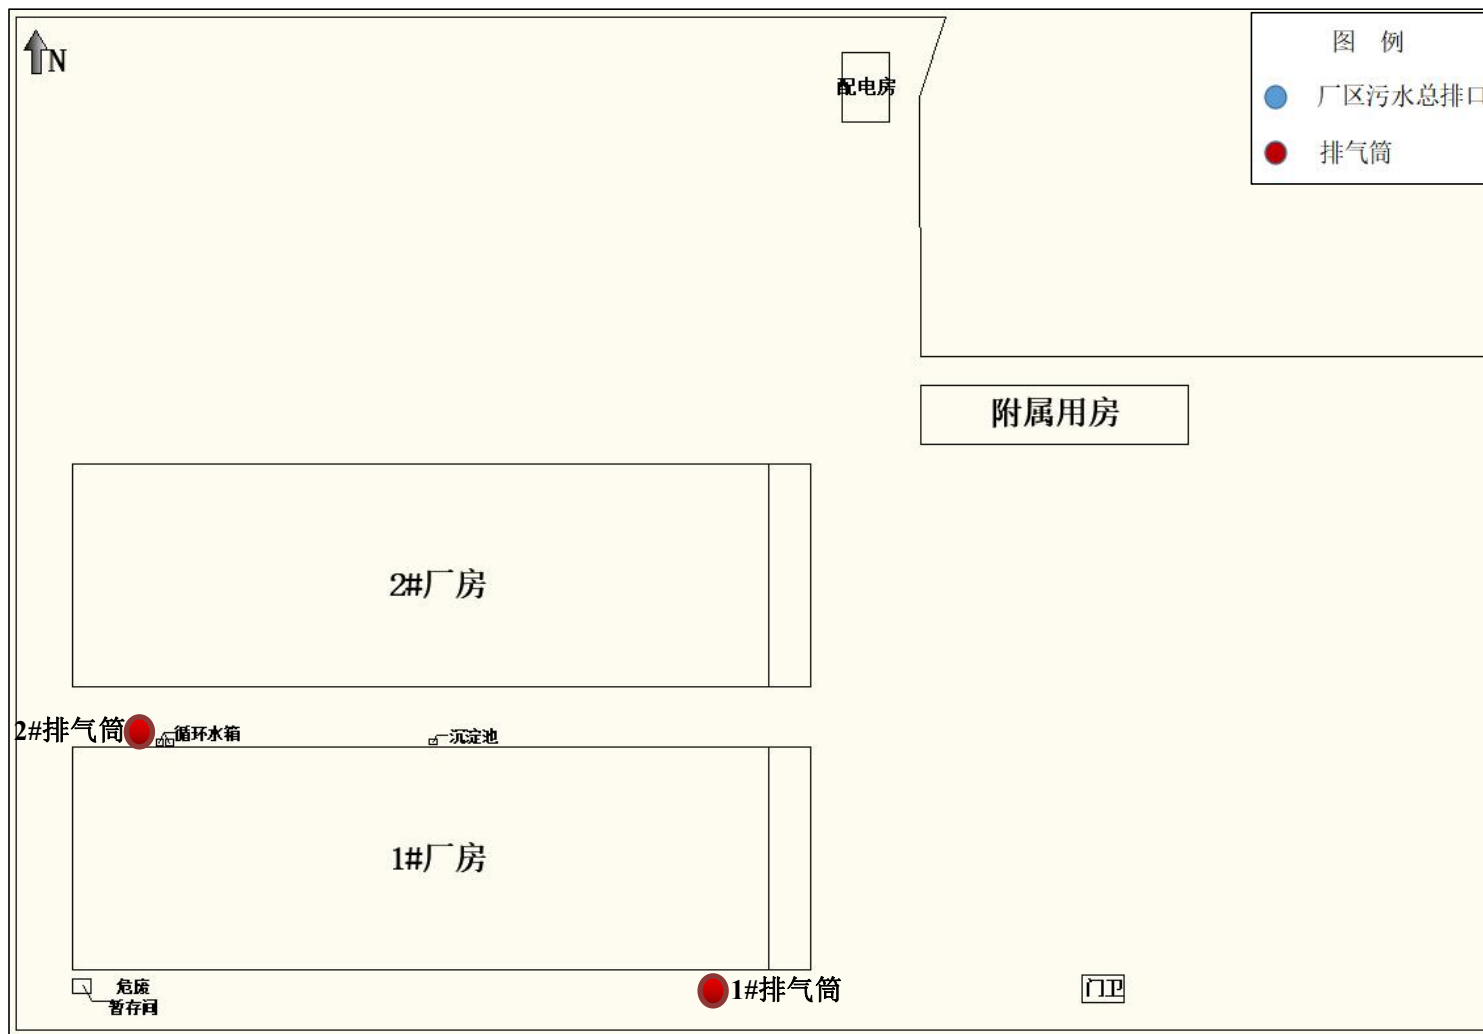 N
配电房
图 例
厂区污水总排口
排气筒
附属用房
2#厂房
2#排气筒
循环水箱
沉淀池
1#厂房
危废
暂存间
1#排气筒
门卫